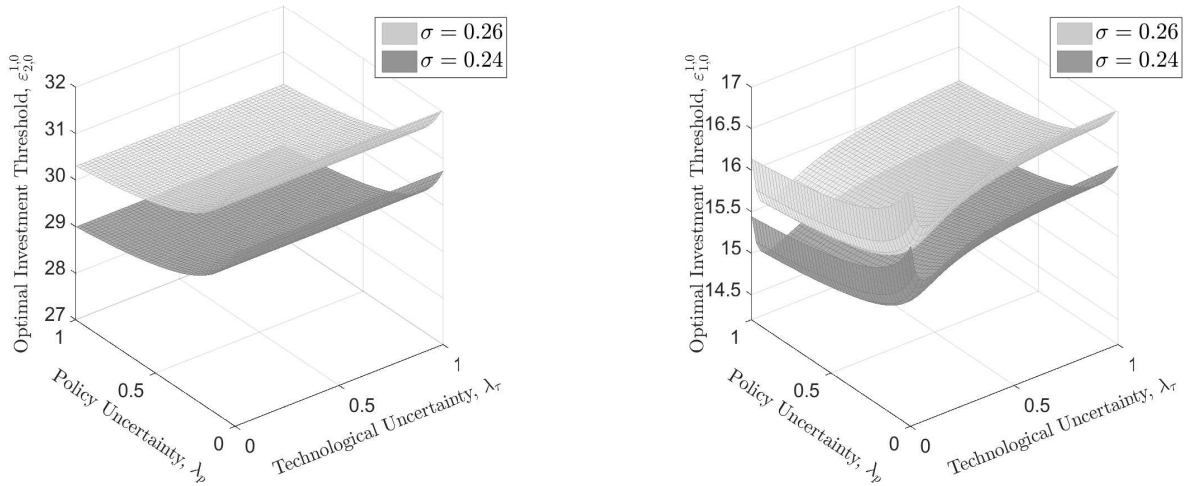 σ = 0.26
σ = 0.24
Optimal Investment Threshold, ε_{2,0}^{1,0}
32
31
30
29
28
27
1
0.5
0
Policy Uncertainty, λ_p
0
0.5
1
Technological Uncertainty, λ_τ
σ = 0.26
σ = 0.24
Optimal Investment Threshold, ε_{1,0}^{1,0}
17
16.5
16
15.5
15
14.5
1
0.5
0
Policy Uncertainty, λ_p
0
0.5
1
Technological Uncertainty, λ_τ